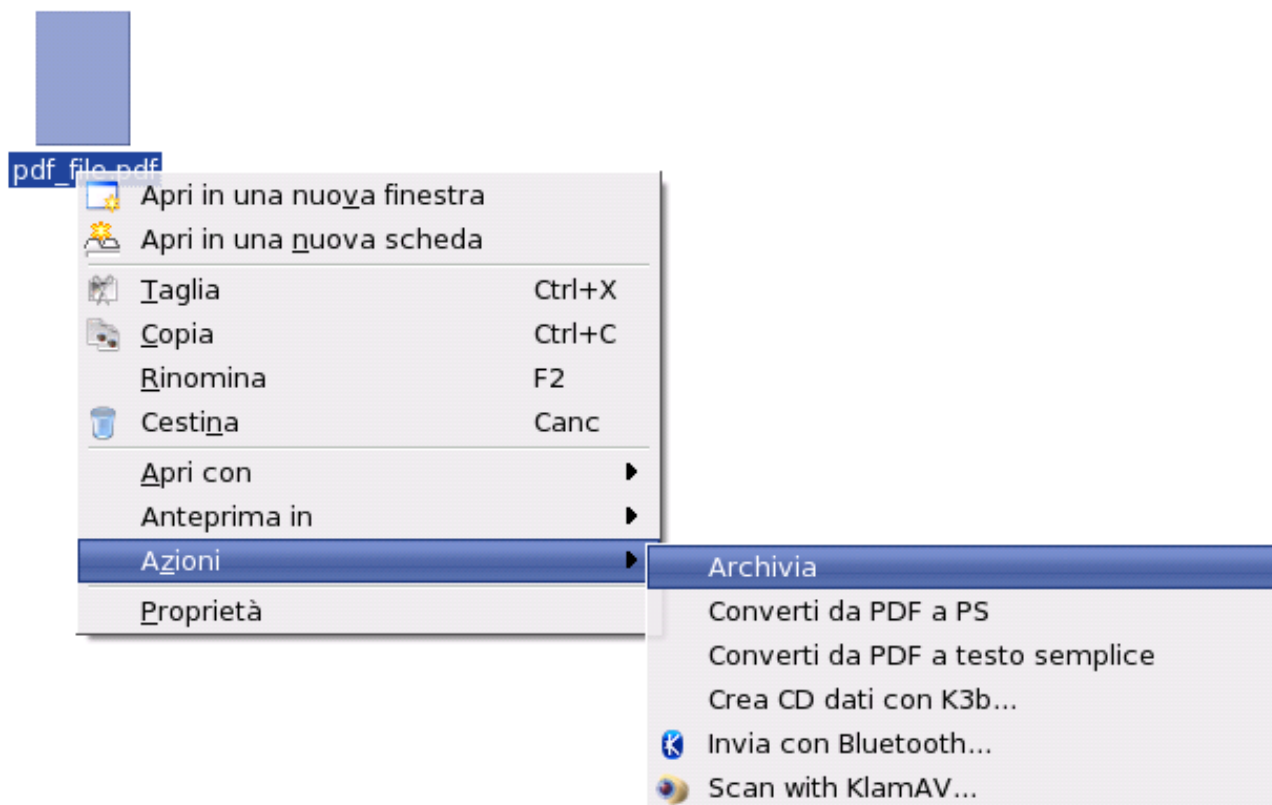 pdf_file.pdf
Apri in una nuova finestra
Apri in una nuova scheda
Taglia Ctrl+X
Copia Ctrl+C
Rinomina F2
Cestina Canc
Apri con
Anteprima in
Azioni
Archivia
Proprietà
Converti da PDF a PS
Converti da PDF a testo semplice
Crea CD dati con K3b...
Invia con Bluetooth...
Scan with KlamAV...